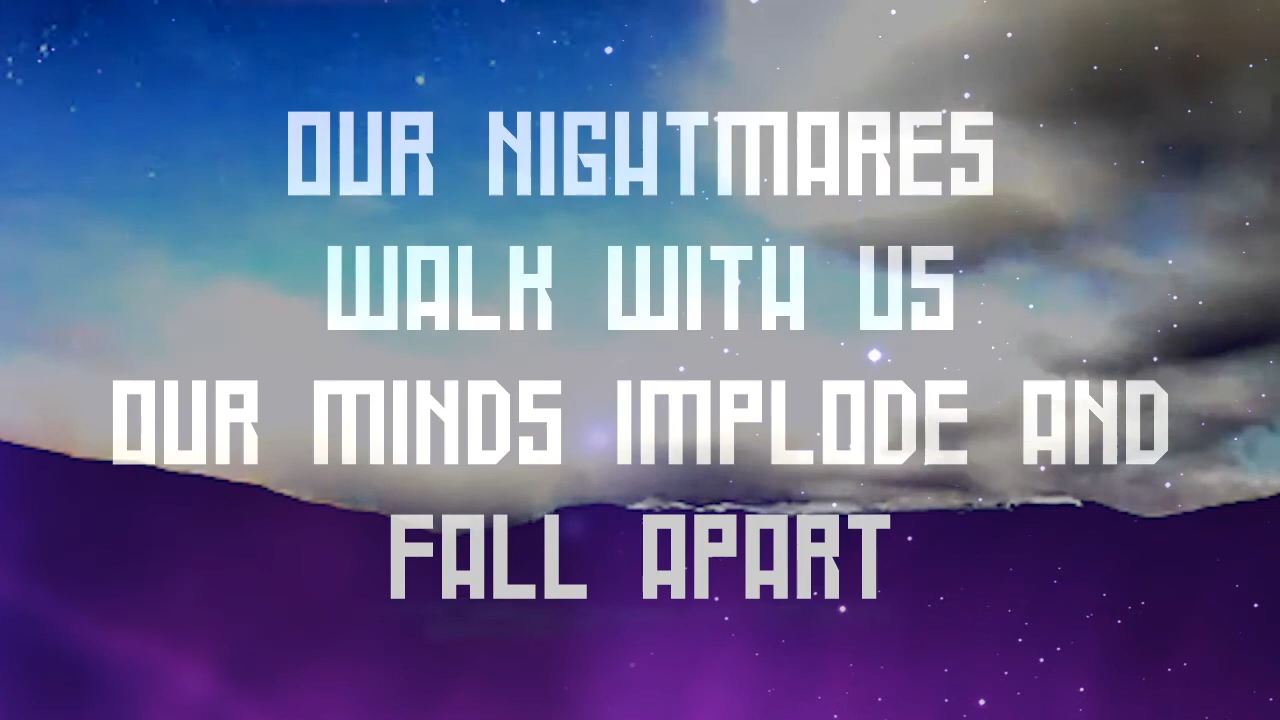 OUR NIGHTMARES
WALK WITH US
OUR MINDS IMPLODE AND
FALL APART